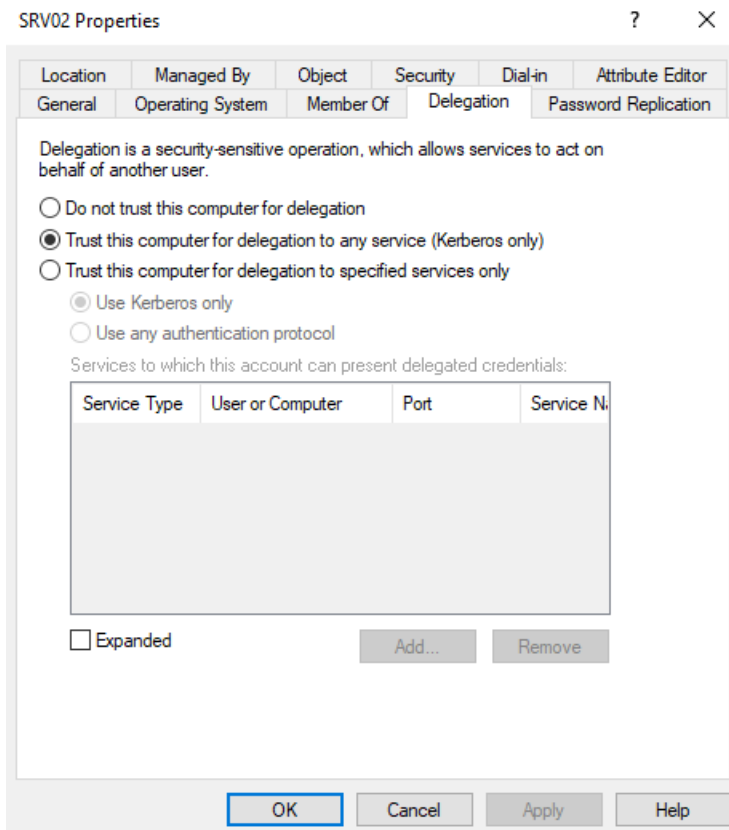 SRV02 Properties
?
Location Managed By Object Security Dial-in Attribute Editor
General Operating System Member Of Delegation Password Replication
Delegation is a security-sensitive operation, which allows services to act on
behalf of another user.
Do not trust this computer for delegation
Trust this computer for delegation to any service (Kerberos only)
Trust this computer for delegation to specified services only
Use Kerberos only
Use any authentication protocol
Services to which this account can present delegated credentials:
Service Type User or Computer Port Service Na
Expanded Add... Remove
OK Cancel Apply Help